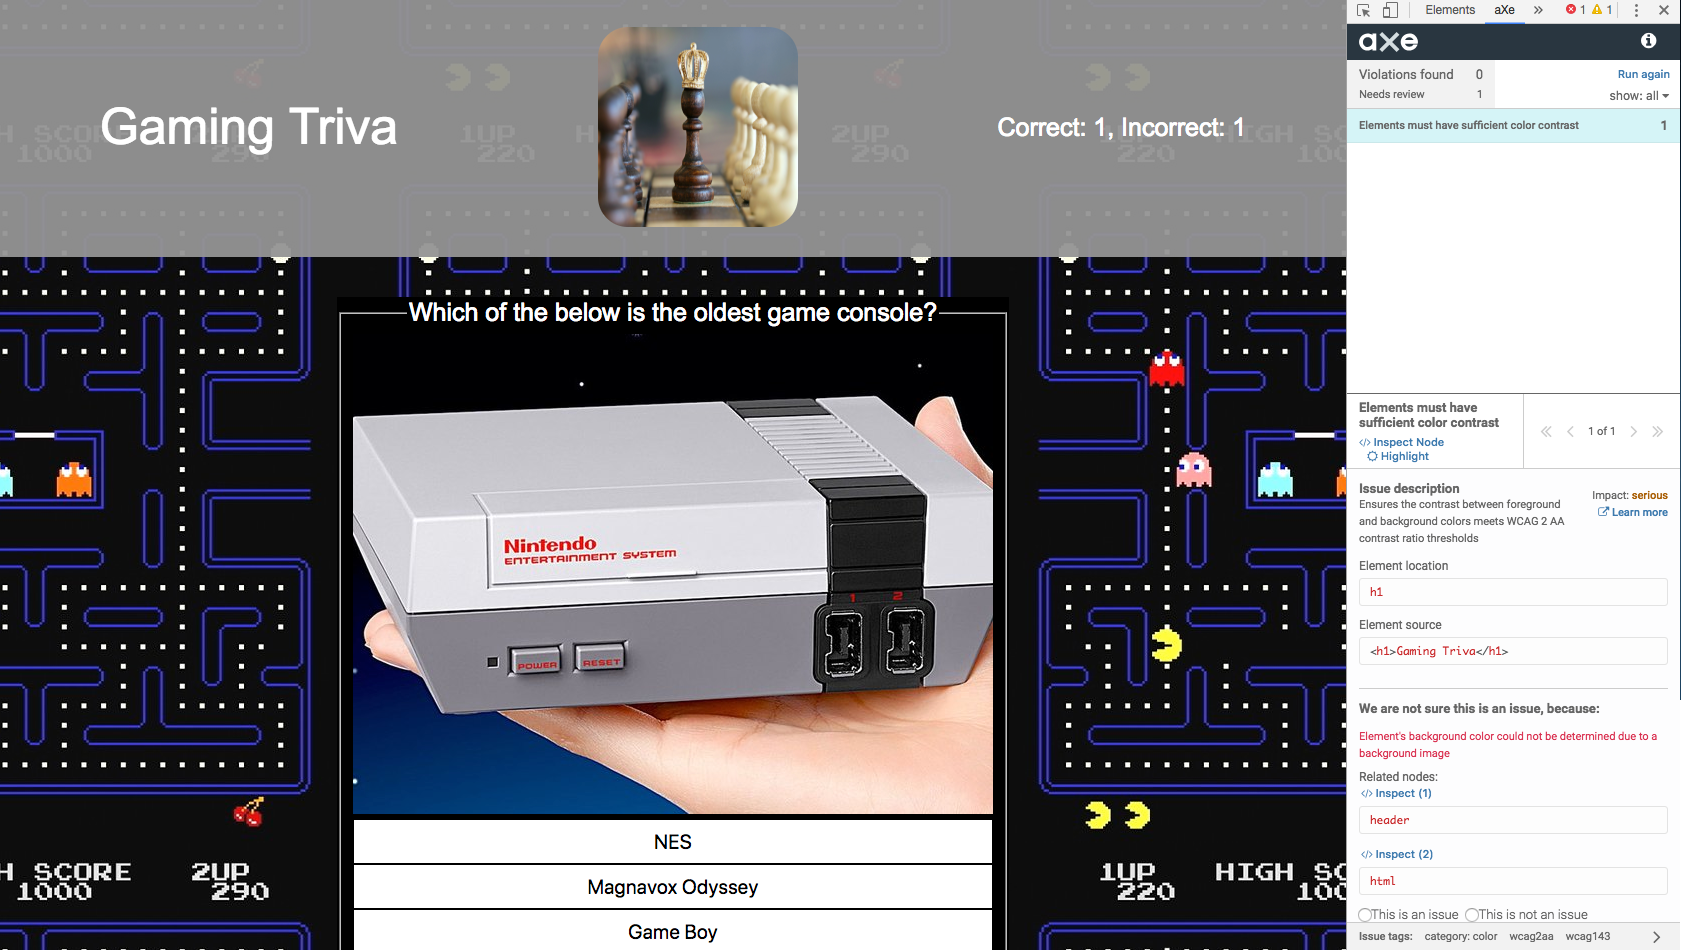 Gaming Triva
Correct: 1, Incorrect: 1
1UP
220
2UP
290
HIGH SCORE
1000
2UP
290
1UP
220
HIGH SC
100
Which of the below is the oldest game console?
Nintendo
ENTERTAINMENT SYSTEM
1 2
POWER RESET
NES
Magnavox Odyssey
Game Boy
H SCORE
1000
2UP
290
1UP
220
HIGH SC
100
Elements aXe
1 1
axe
Violations found 0
Needs review 1
Run again
show: all
Elements must have sufficient color contrast 1
Elements must have
sufficient color contrast
</> Inspect Node
Highlight
1 of 1
Issue description
Ensures the contrast between foreground
and background colors meets WCAG 2 AA
contrast ratio thresholds
Impact: serious
Learn more
Element location
h1
Element source
<h1>Gaming Triva</h1>
We are not sure this is an issue, because:
Element's background color could not be determined due to a
background image
Related nodes:
</> Inspect (1)
header
</> Inspect (2)
html
This is an issue This is not an issue
Issue tags: category: color wcag2aa wcag143